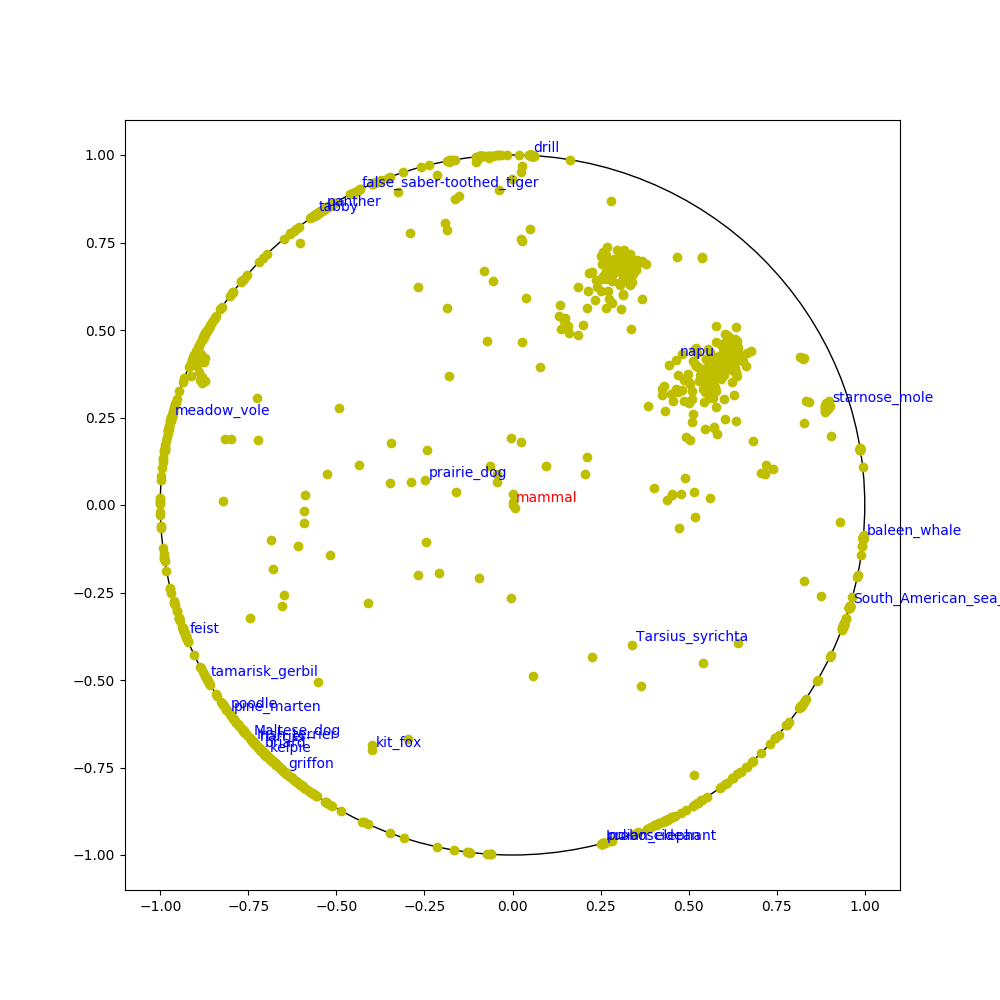 1.00
0.75
0.50
0.25
0.00
−0.25
−0.50
−0.75
−1.00
drill
false_saber-toothed_tiger
panther
tabby
napu
starnose_mole
meadow_vole
prairie_dog
mammal
baleen_whale
South_American_sea_
feist
Tarsius_syrichta
tamarisk_gerbil
poodle
pine_marten
Maltese_dog
briard
kelpie
kit_fox
griffon
−1.00 −0.75 −0.50 −0.25 0.00 0.25 0.50 0.75 1.00